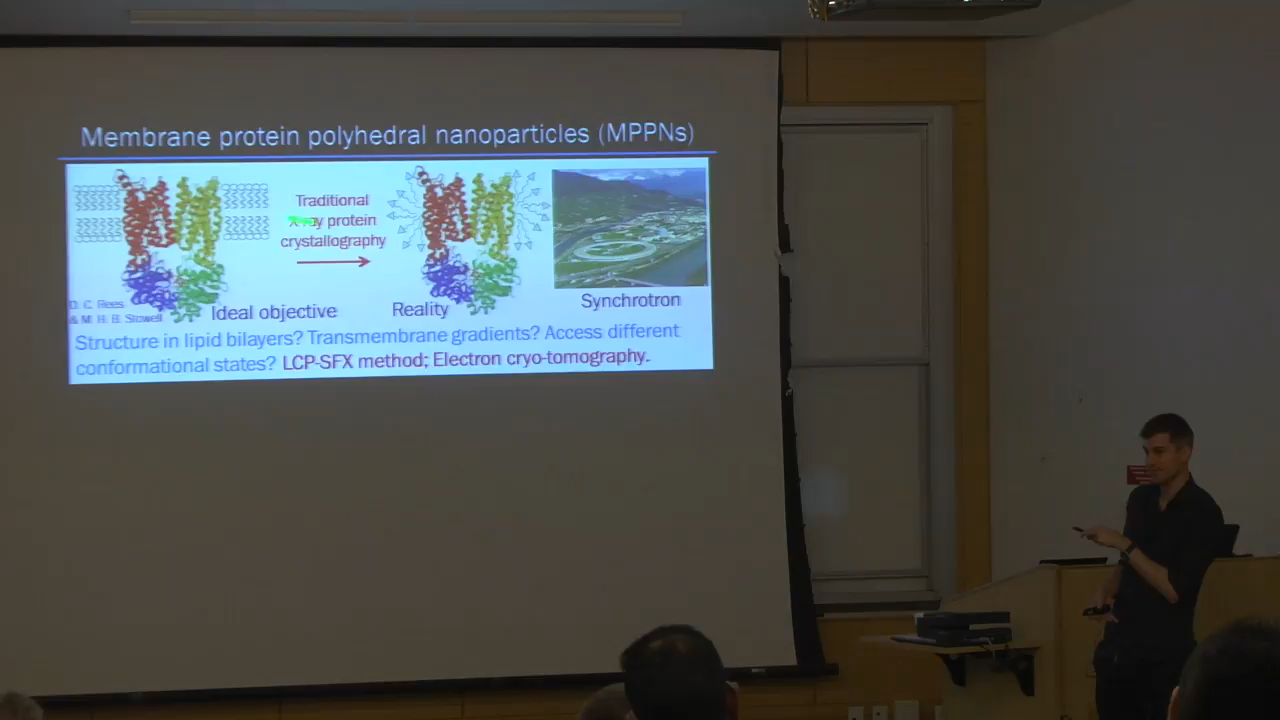 Membrane protein polyhedral nanoparticles (MPPNs)
Traditional
X-ray protein
crystallography
D. C. Rees
& M. H. B. Stowell
Ideal objective
Reality
Synchrotron
Structure in lipid bilayers? Transmembrane gradients? Access different
conformational states? LCP-SFX method; Electron cryo-tomography.